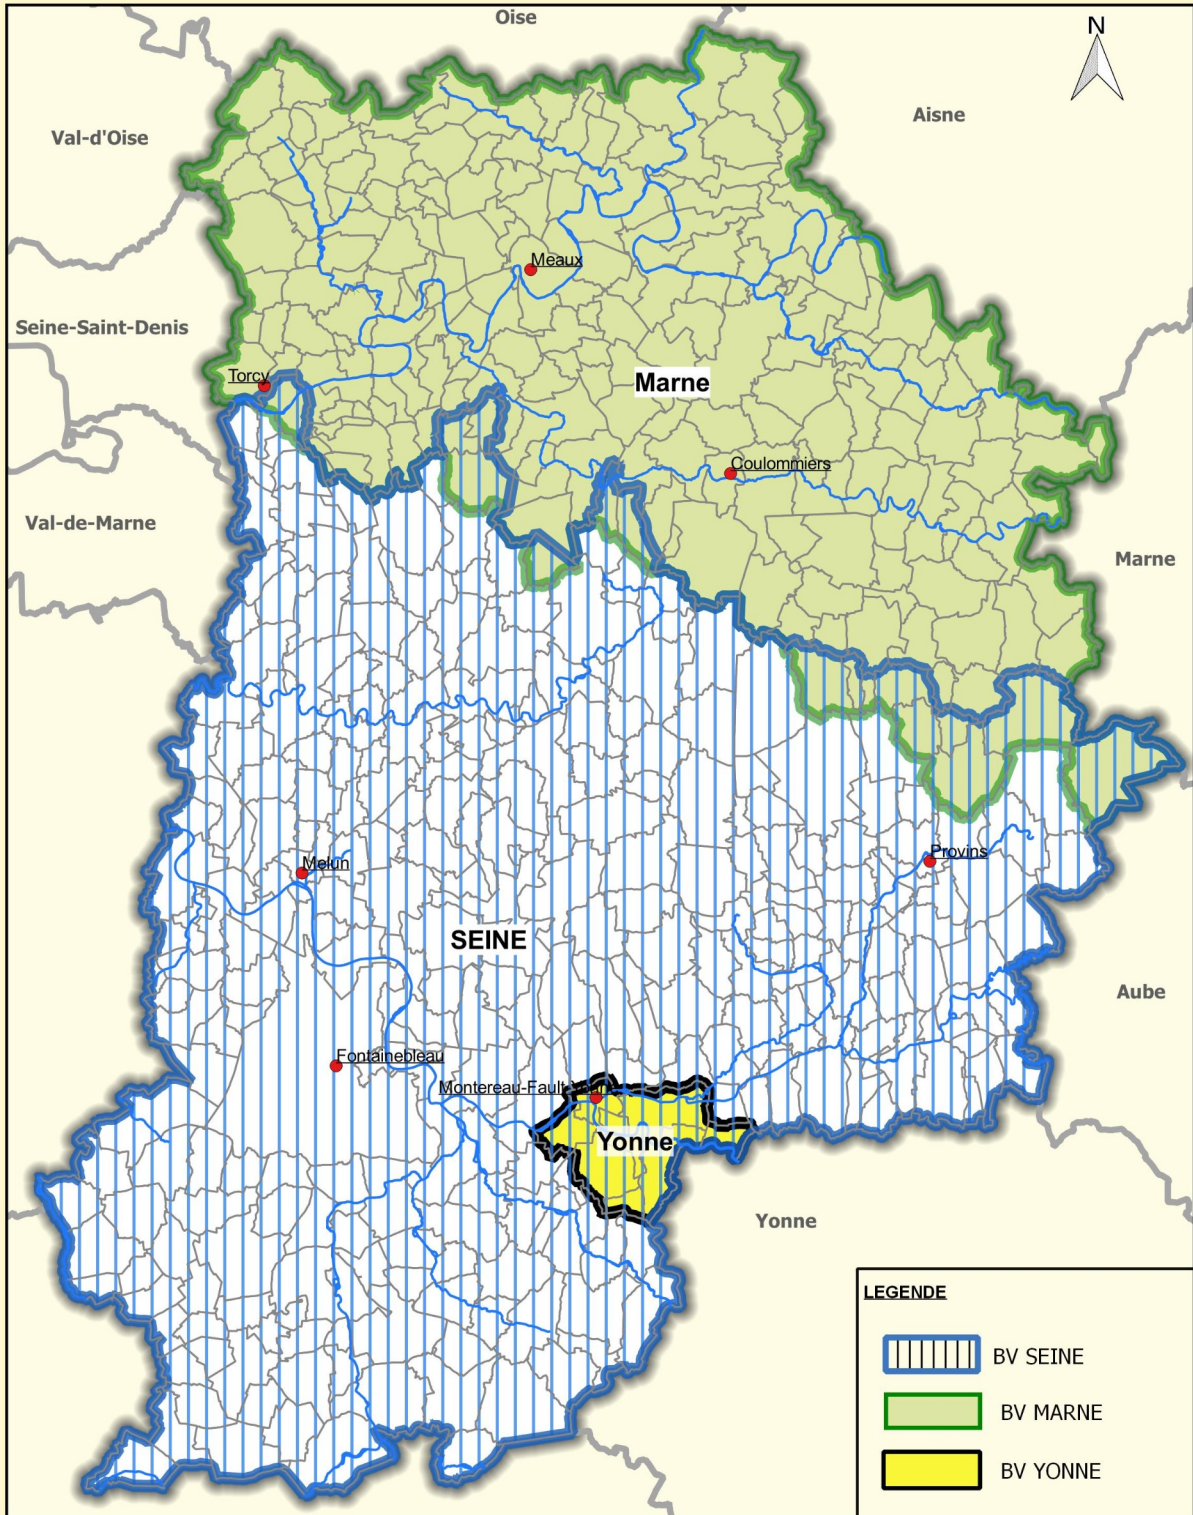 Oise
N
Aisne
Val-d'Oise
Meaux
Seine-Saint-Denis
Torcy
Marne
Coulommiers
Val-de-Marne
Marne
Provins
Melun
SEINE
Aube
Fontainebleau
Montereau-Fault-Yonne
Yonne
Yonne
LEGENDE
BV SEINE
BV MARNE
BV YONNE